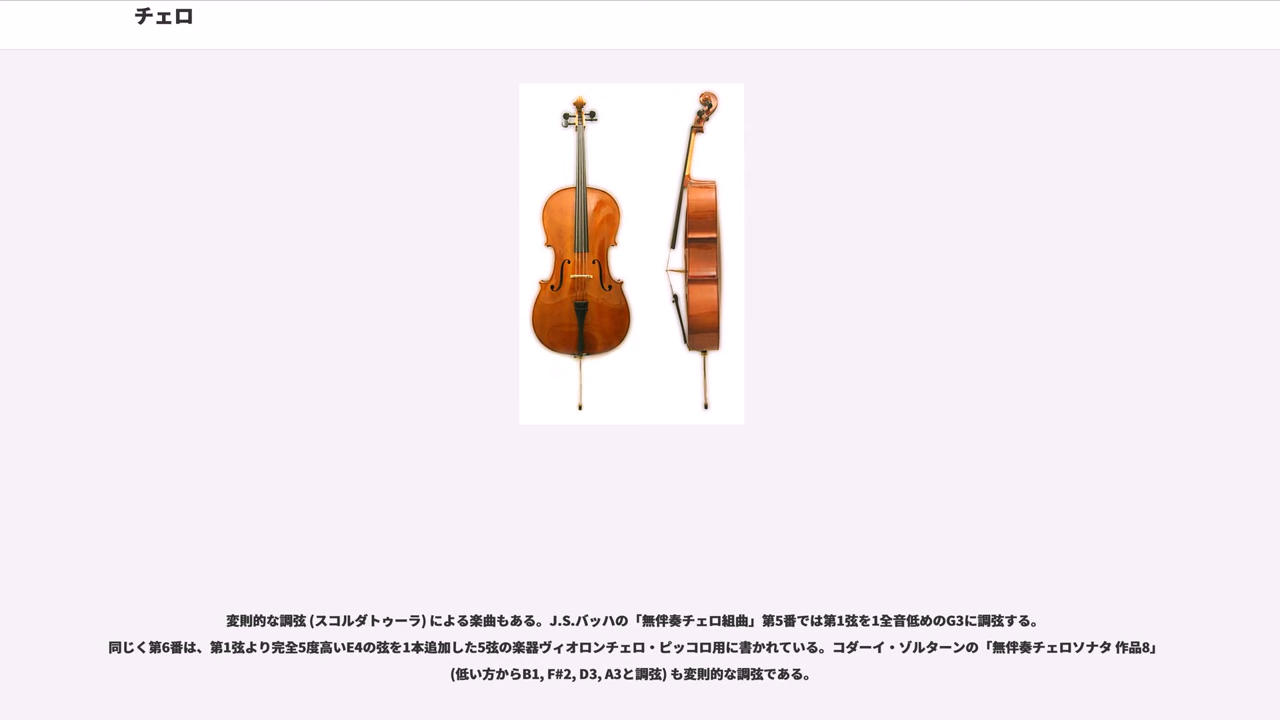 チェロ
変則的な調弦 (スコルダトゥーラ) による楽曲もある。J.S.バッハの「無伴奏チェロ組曲」第5番では第1弦を1全音低めのG3に調弦する。
同じく第6番は、第1弦より完全5度高いE4の弦を1本追加した5弦の楽器ヴィオロンチェロ・ピッコロ用に書かれている。コダーイ・ゾルターンの「無伴奏チェロソナタ 作品8」
(低い方からB1, F#2, D3, A3と調弦) も変則的な調弦である。